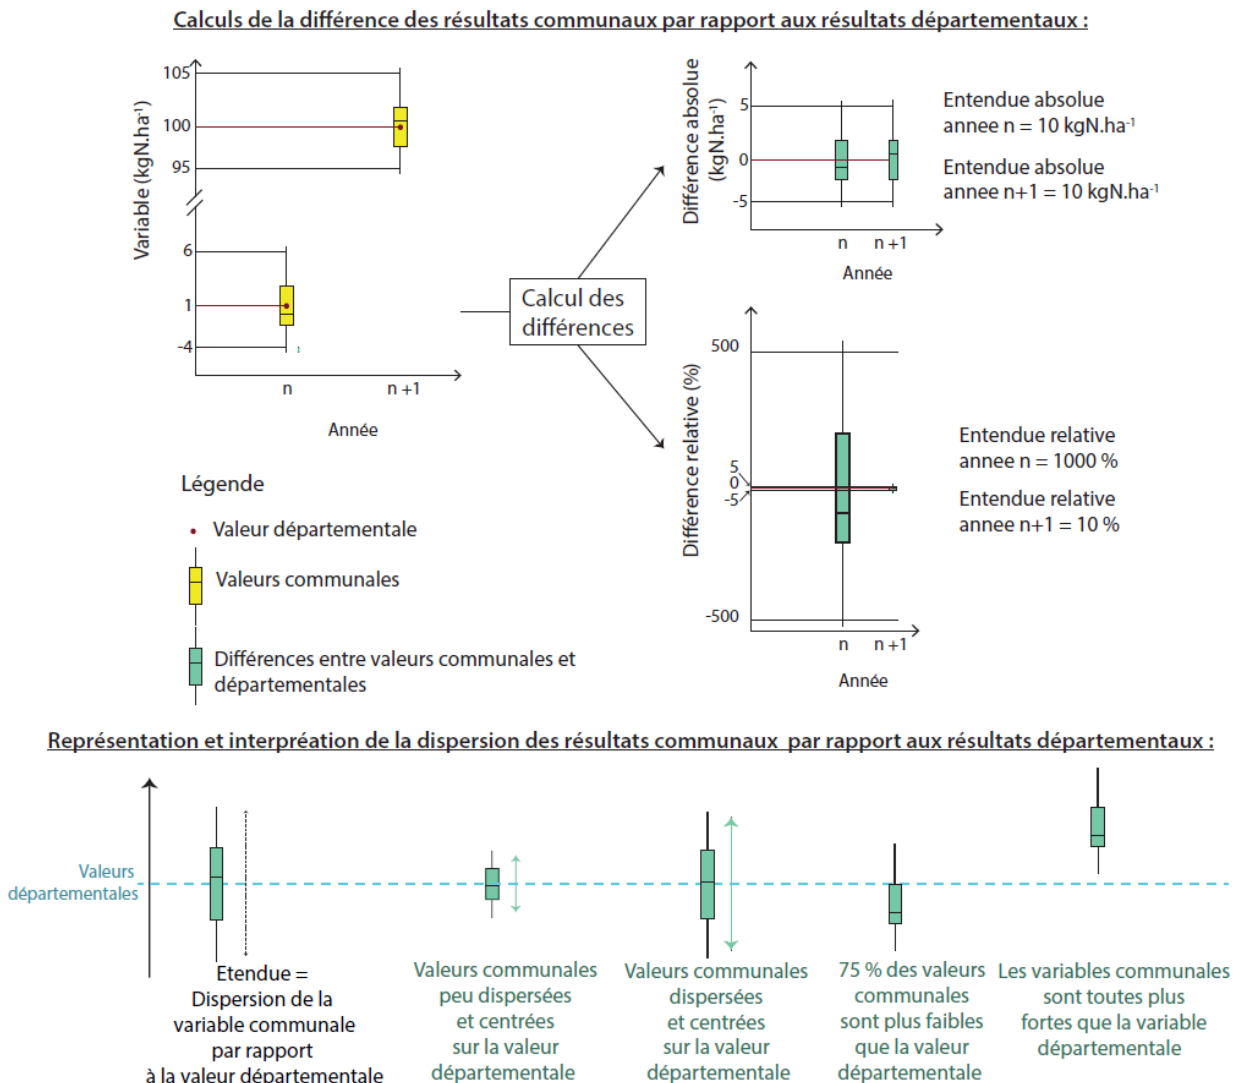 Calculs de la différence des résultats communaux par rapport aux résultats départementaux :
Variable (kgN.ha-1)
105
100
95
6
1
-4
n
n +1
Année
Calcul des
différences
Différence absolue
(kgN.ha-1)
5
0
-5
n
n +1
Année
Entendue absolue
annee n = 10 kgN.ha-1
Entendue absolue
annee n+1 = 10 kgN.ha-1
Différence relative (%)
500
5
0
-5
-500
n
n +1
Année
Entendue relative
annee n = 1000 %
Entendue relative
annee n+1 = 10 %
Légende
Valeur départementale
Valeurs communales
Différences entre valeurs communales et
départementales
Représentation et interpréation de la dispersion des résultats communaux par rapport aux résultats départementaux :
Valeurs
départementales
Etendue =
Dispersion de la
variable communale
par rapport
à la valeur départementale
Valeurs communales
peu dispersées
et centrées
sur la valeur
départementale
Valeurs communales
dispersées
et centrées
sur la valeur
départementale
75 % des valeurs
communales
sont plus faibles
que la valeur
départementale
Les variables communales
sont toutes plus
fortes que la variable
départementale